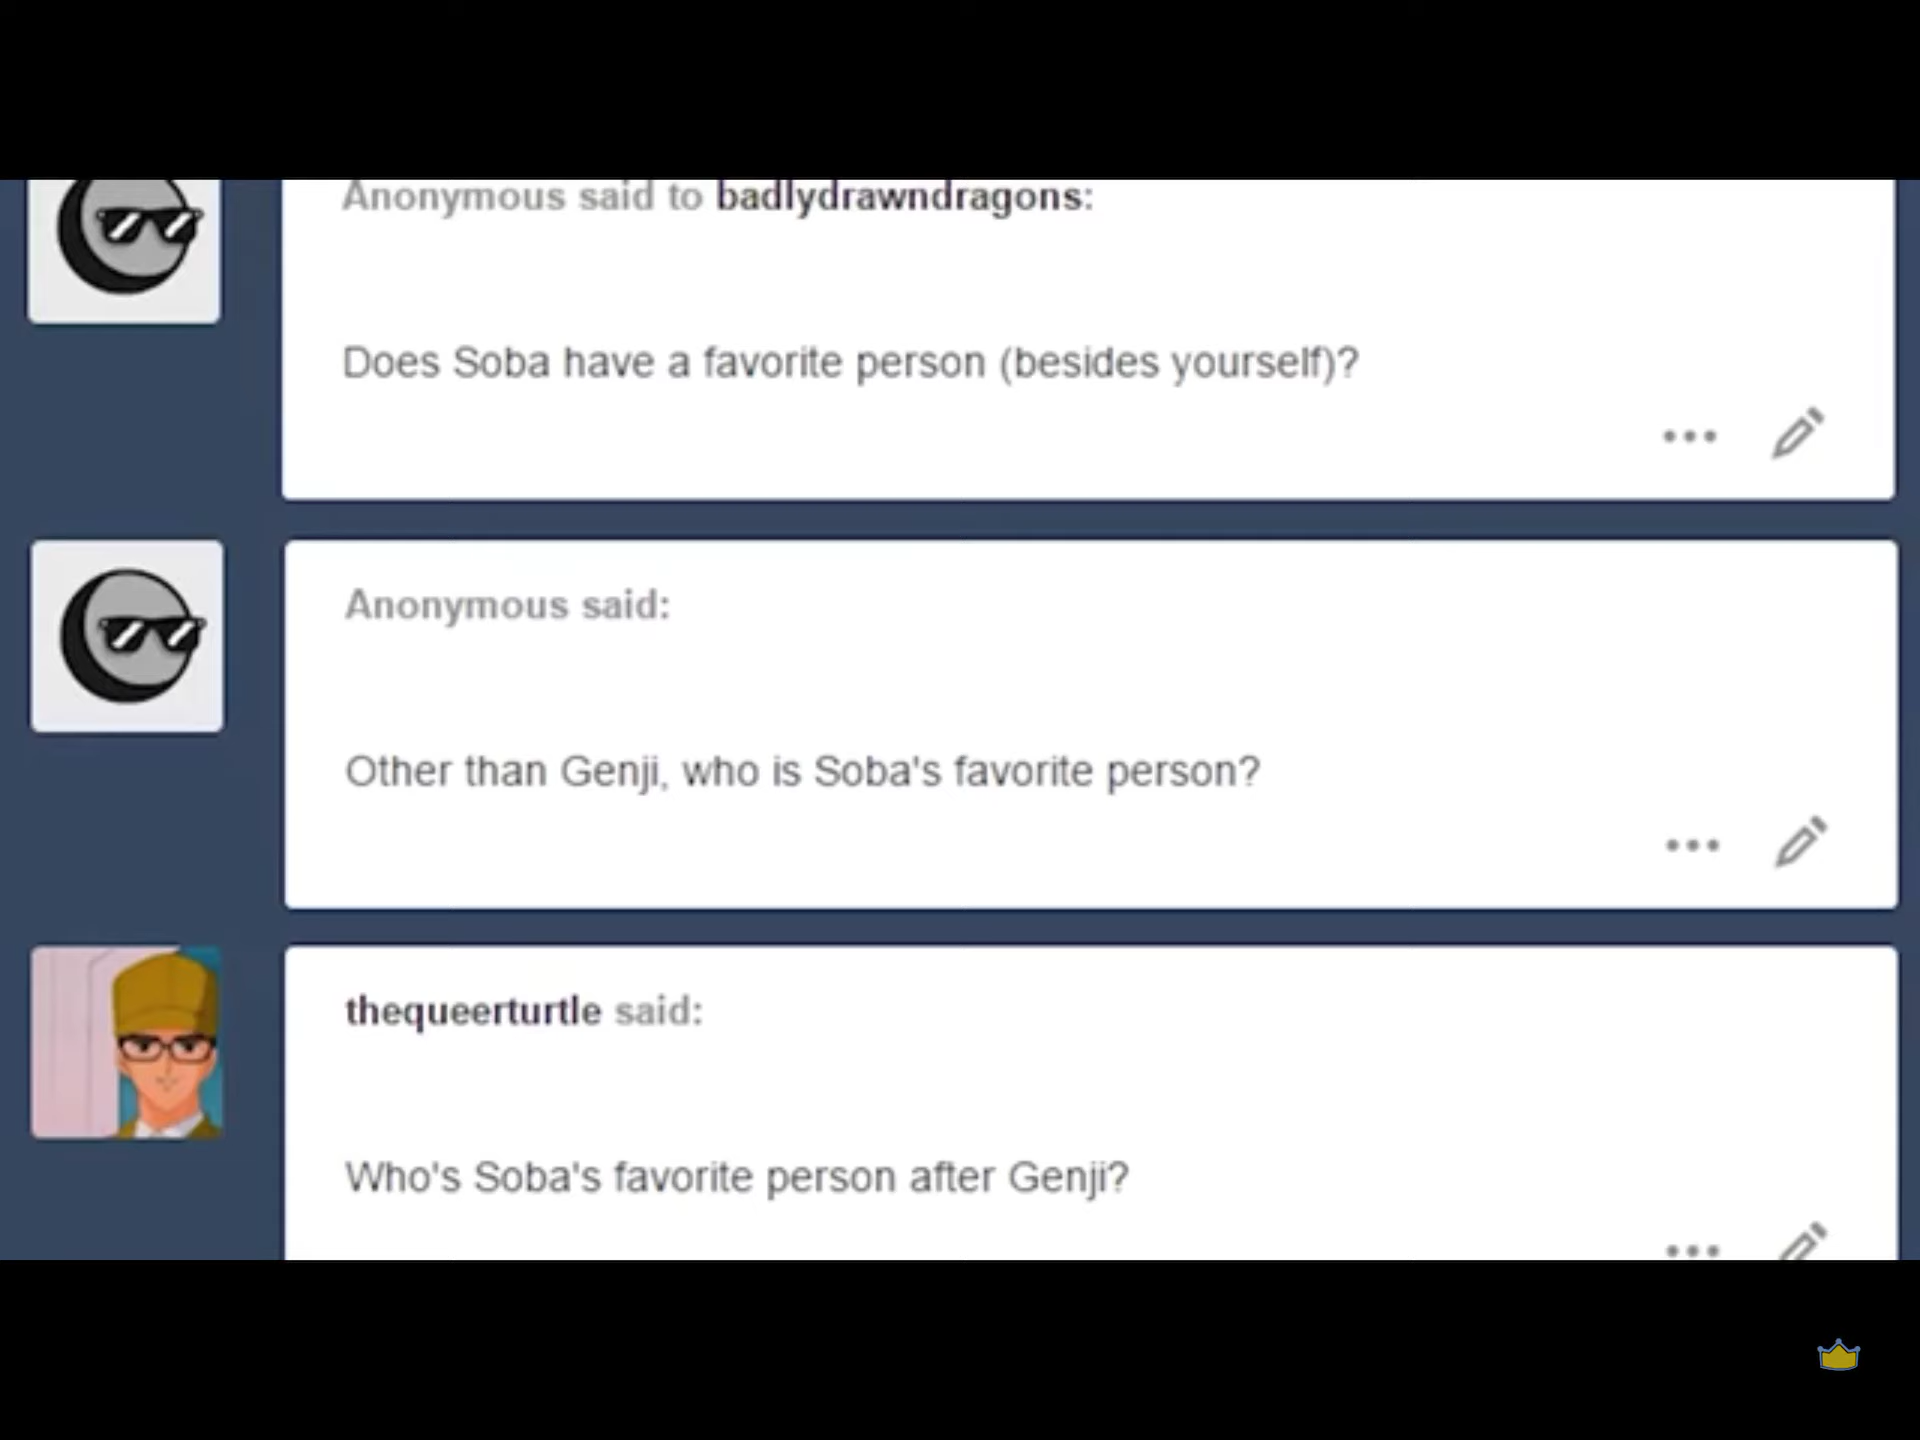 Anonymous said to badlydrawndragons:
Does Soba have a favorite person (besides yourself)?
Anonymous said:
Other than Genji, who is Soba's favorite person?
thequeerturtle said:
Who's Soba's favorite person after Genji?